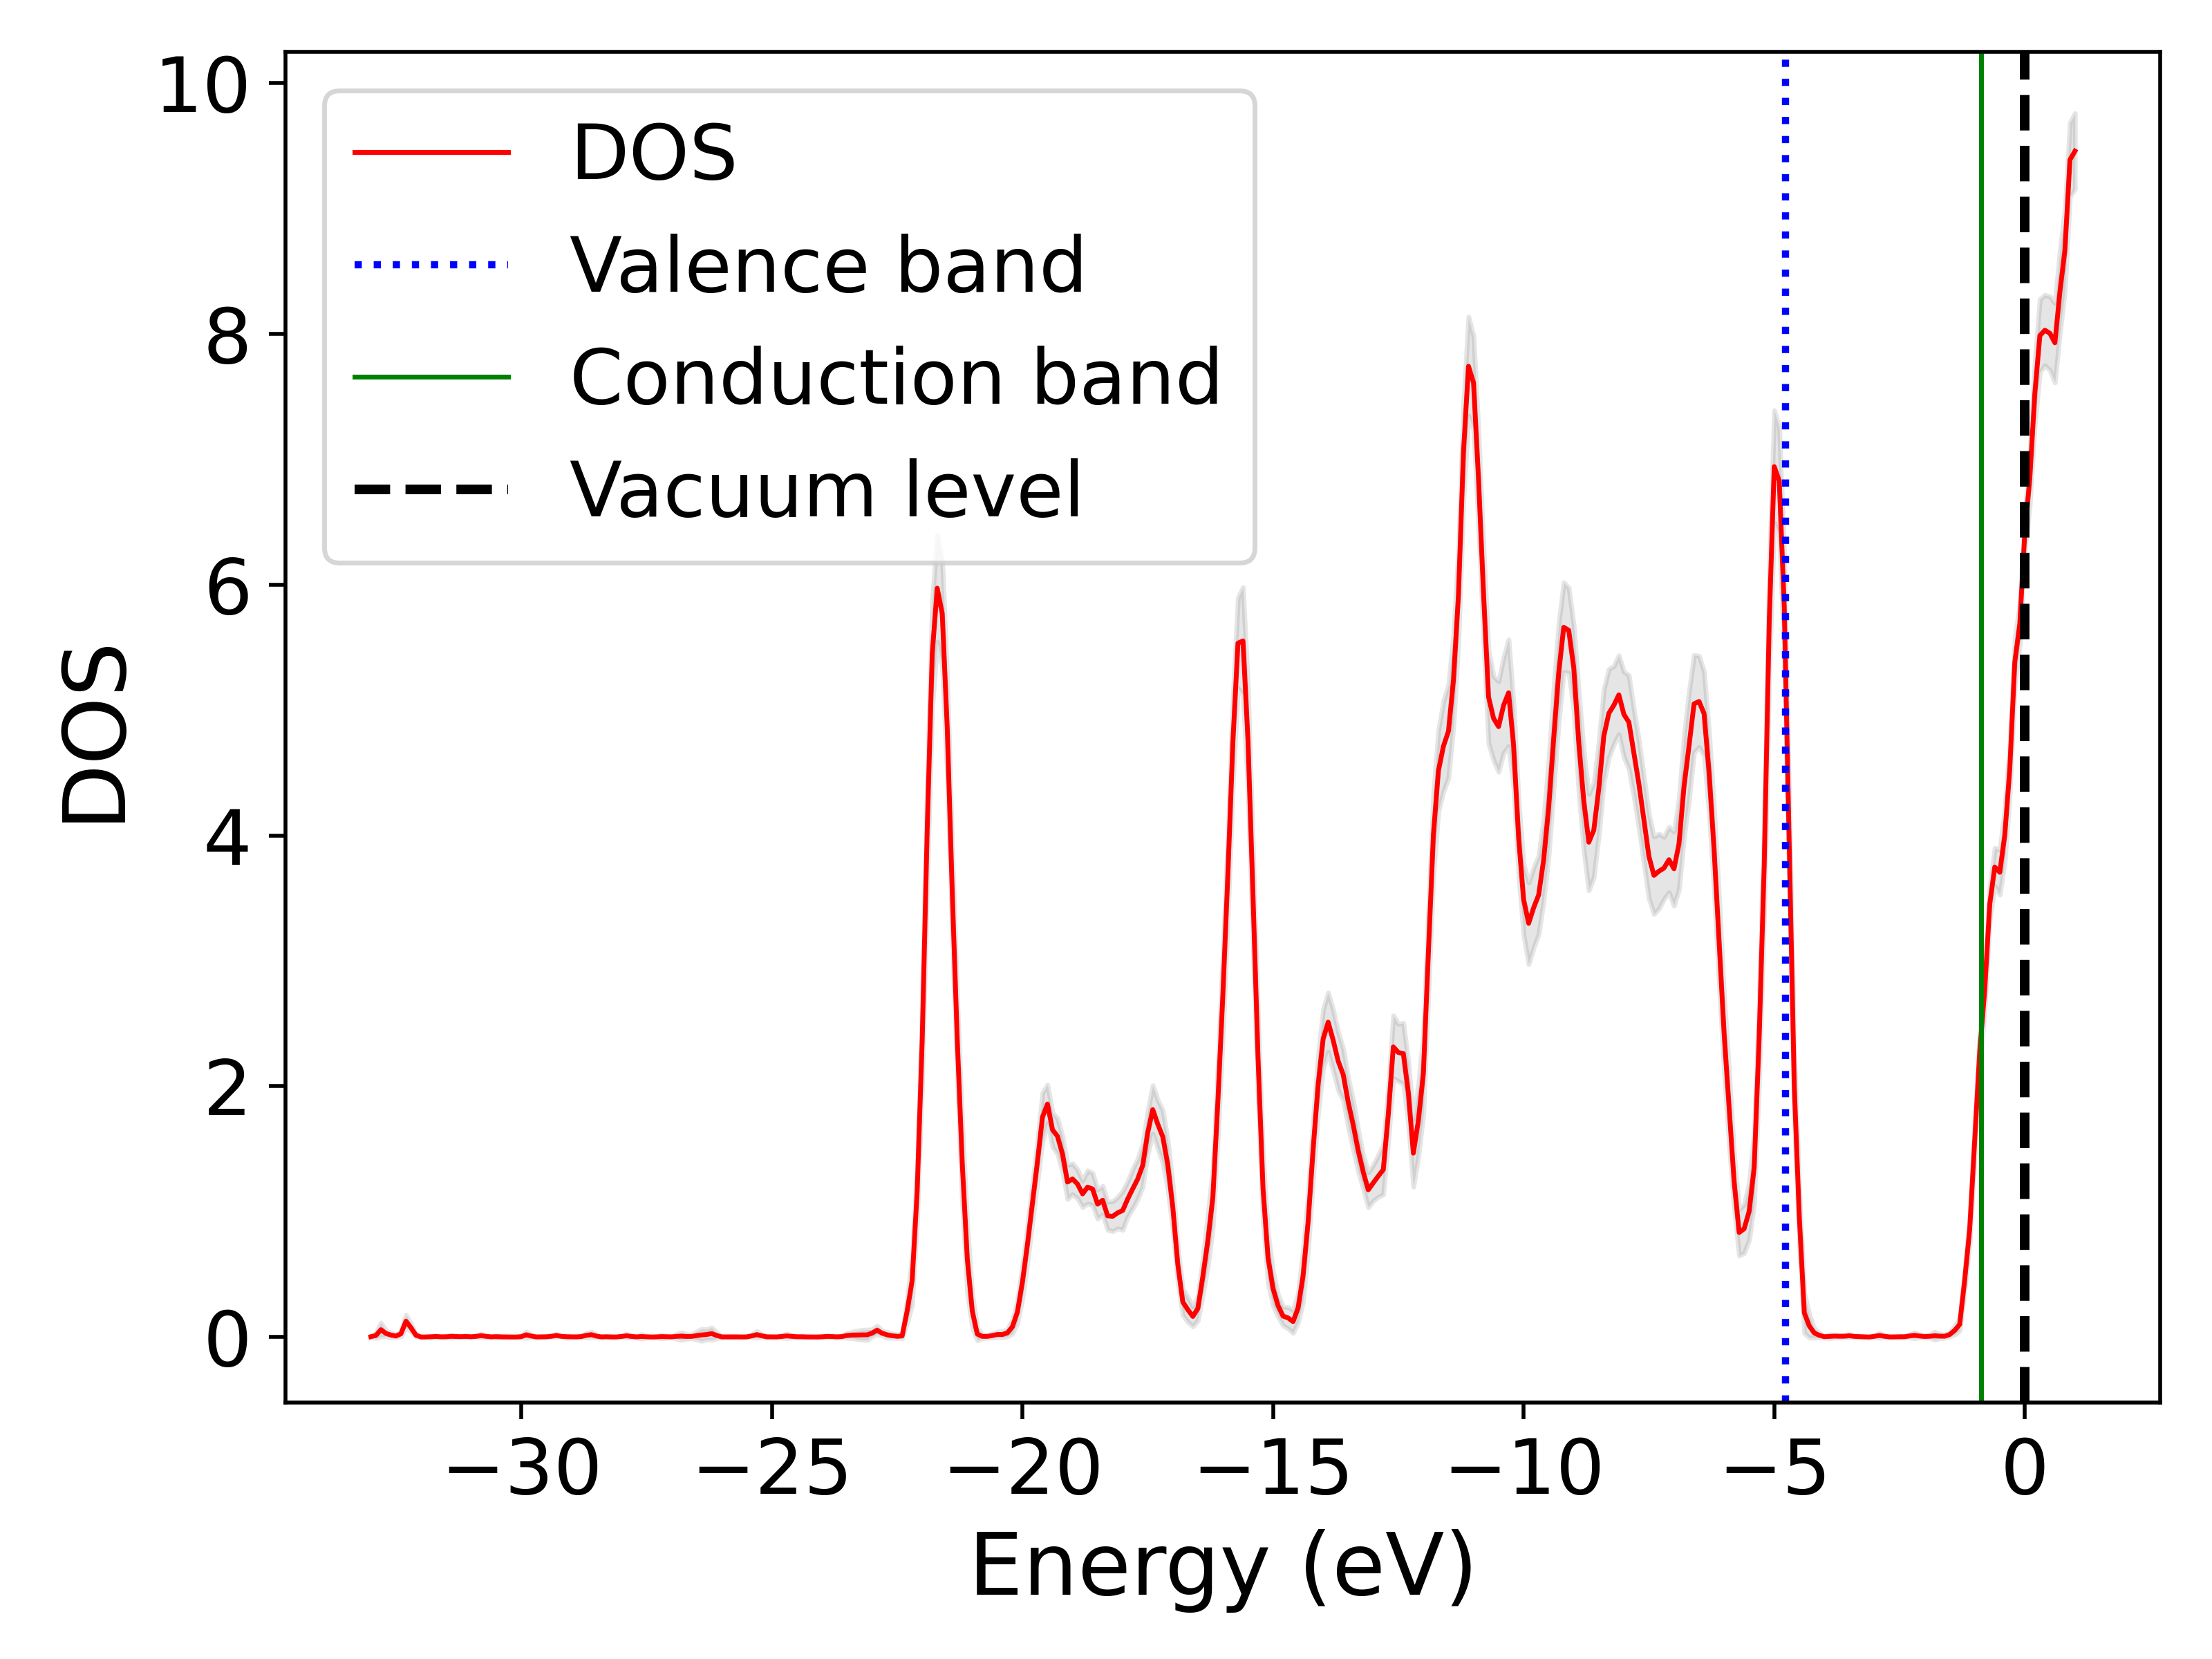 DOS
Valence band
Conduction band
Vacuum level
10
8
6
4
2
0
DOS
−30 −25 −20 −15 −10 −5 0
Energy (eV)